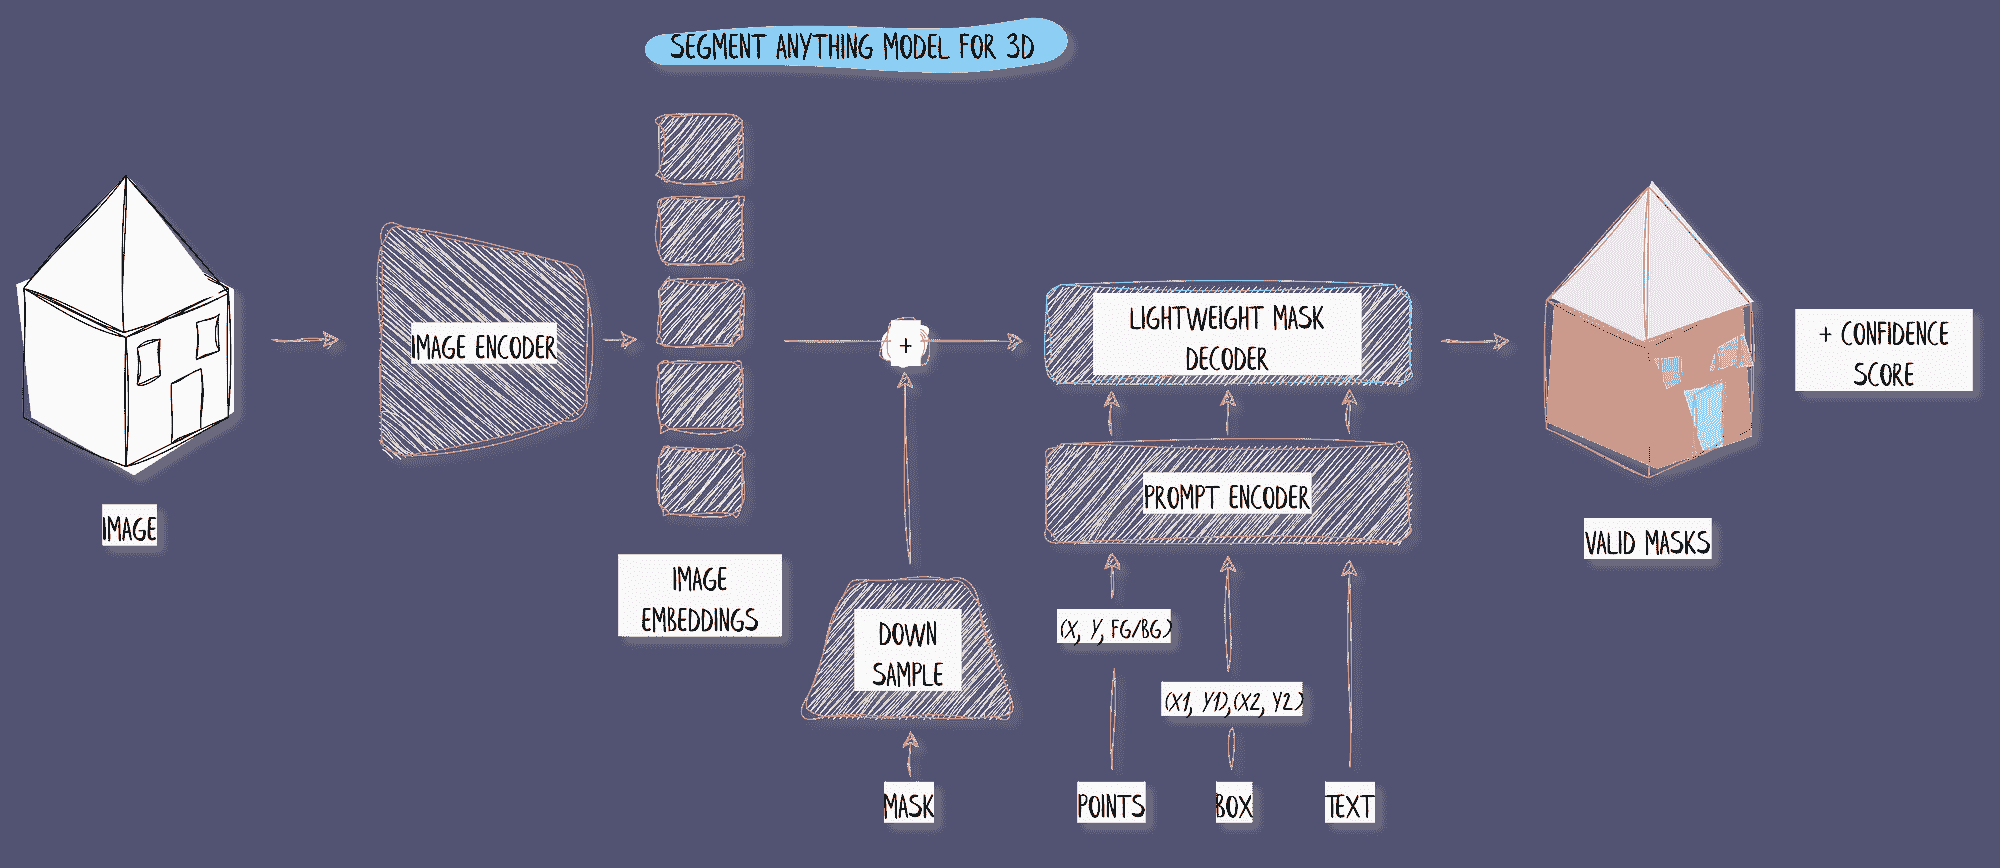 SEGMENT ANYTHING MODEL FOR 3D
IMAGE
IMAGE ENCODER
IMAGE
EMBEDDINGS
+
DOWN
SAMPLE
MASK
LIGHTWEIGHT MASK
DECODER
PROMPT ENCODER
(X, Y, FG/BG)
(X1, Y1),(X2, Y2)
POINTS
BOX
TEXT
VALID MASKS
+ CONFIDENCE
SCORE